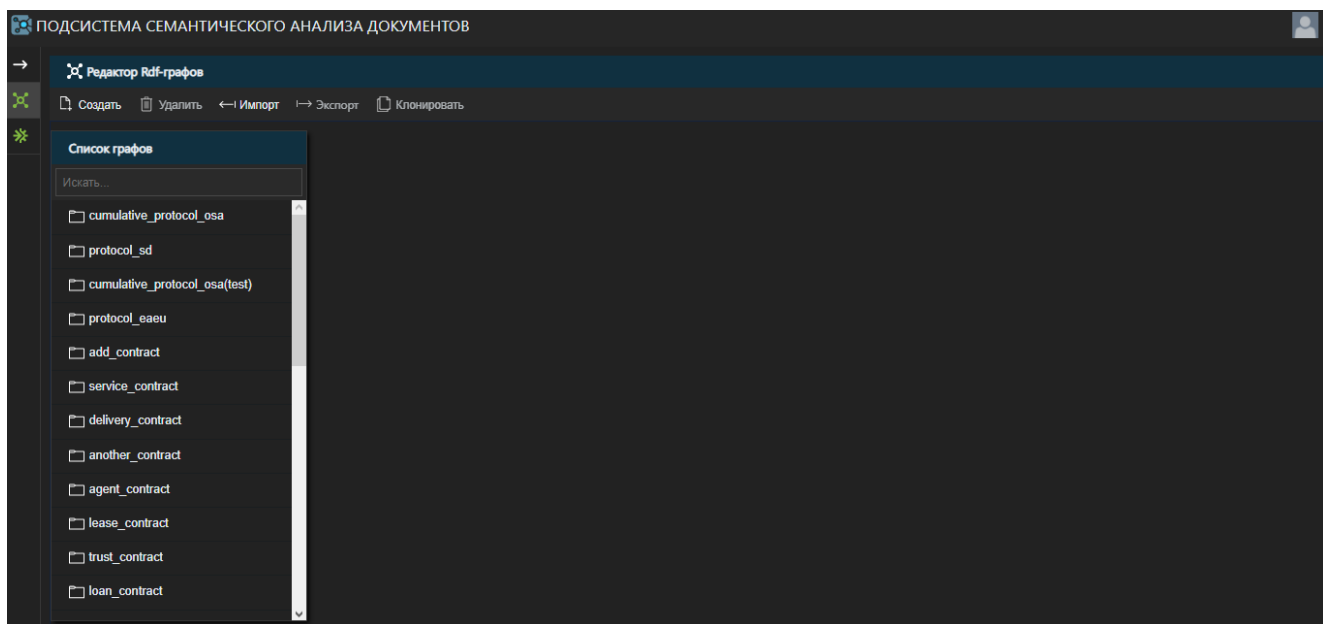 ПОДСИСТЕМА СЕМАНТИЧЕСКОГО АНАЛИЗА ДОКУМЕНТОВ
Редактор Rdf-графов
Создать Удалить Импорт Экспорт Клонировать
Список графов
Искать...
cumulative_protocol_osa
protocol_sd
cumulative_protocol_osa(test)
protocol_eaeu
add_contract
service_contract
delivery_contract
another_contract
agent_contract
lease_contract
trust_contract
loan_contract